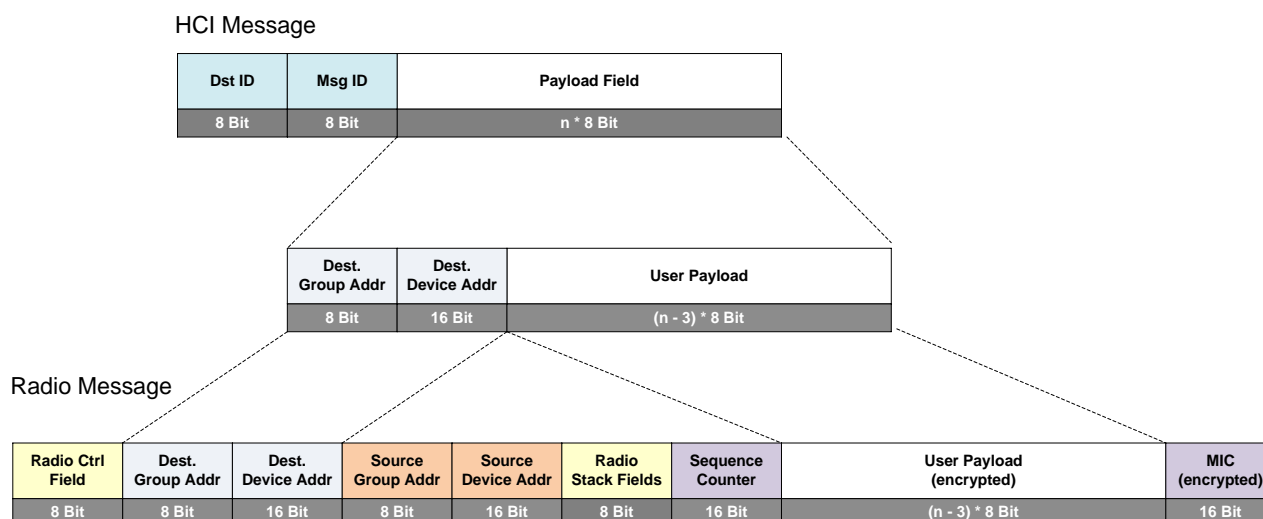 HCI Message
Dst ID
Msg ID
Payload Field
8 Bit
8 Bit
n * 8 Bit
Dest.
Group Addr
Dest.
Device Addr
User Payload
8 Bit
16 Bit
(n - 3) * 8 Bit
Radio Message
Radio Ctrl
Field
Dest.
Group Addr
Dest.
Device Addr
Source
Group Addr
Source
Device Addr
Radio
Stack Fields
Sequence
Counter
User Payload
(encrypted)
MIC
(encrypted)
8 Bit
8 Bit
16 Bit
8 Bit
16 Bit
8 Bit
16 Bit
(n - 3) * 8 Bit
16 Bit